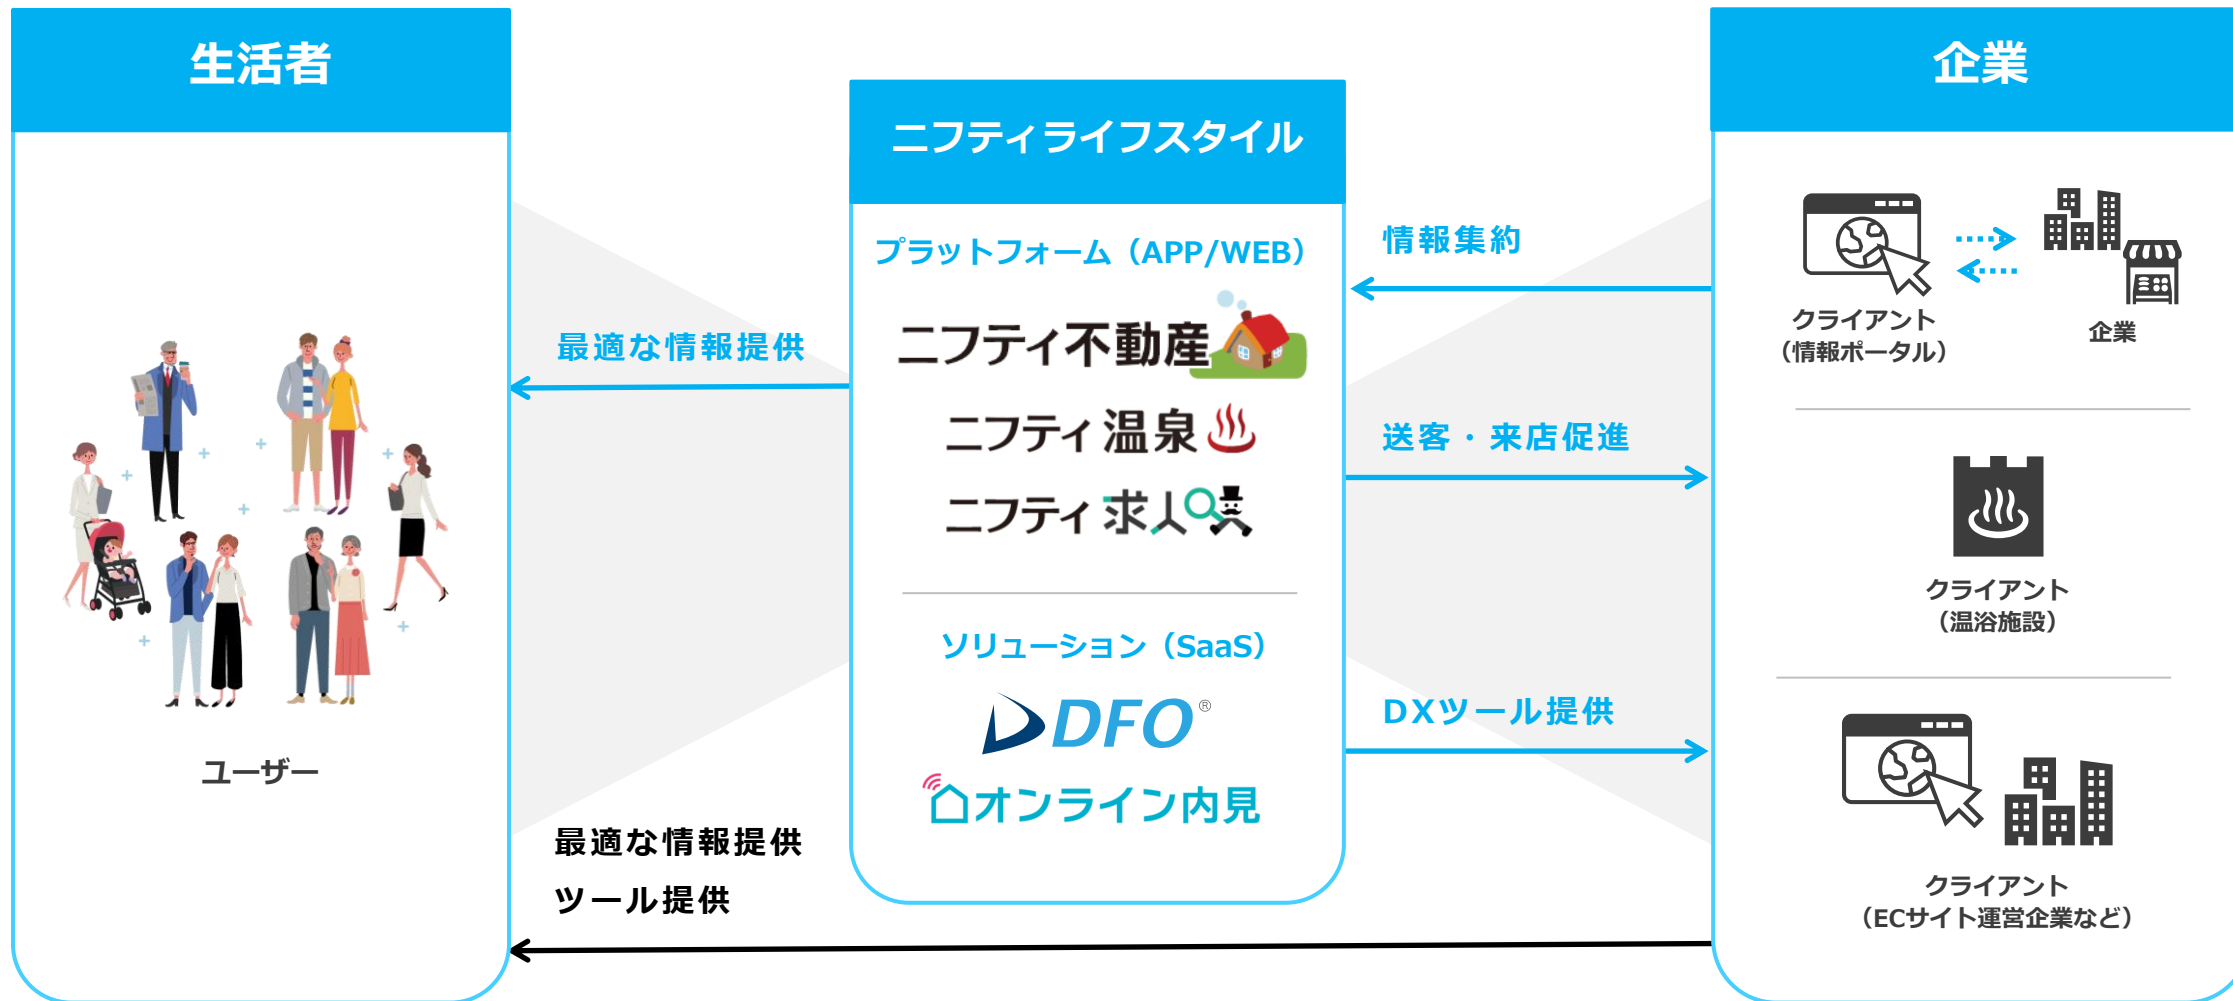 生活者
ユーザー
最適な情報提供
最適な情報提供
ツール提供
ニフティライフスタイル
プラットフォーム（APP/WEB）
ニフティ不動産
ニフティ温泉
ニフティ求人
ソリューション（SaaS）
DFO®
オンライン内見
情報集約
送客・来店促進
DXツール提供
企業
クライアント
（情報ポータル）
企業
クライアント
（温浴施設）
クライアント
（ECサイト運営企業など）